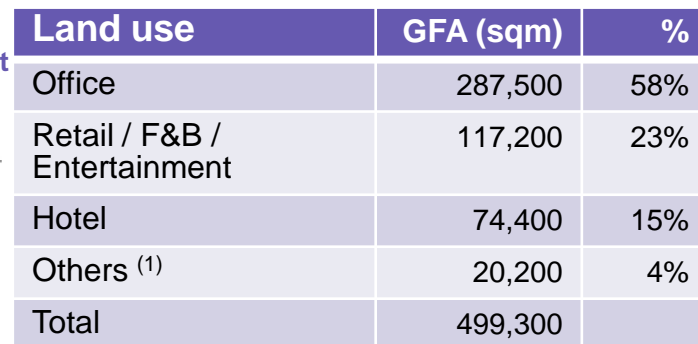 Land use GFA (sqm) %
t
Office 287,500 58%
Retail / F&B / 117,200 23%
Entertainment
Hotel 74,400 15%
Others (1) 20,200 4%
Total 499,300